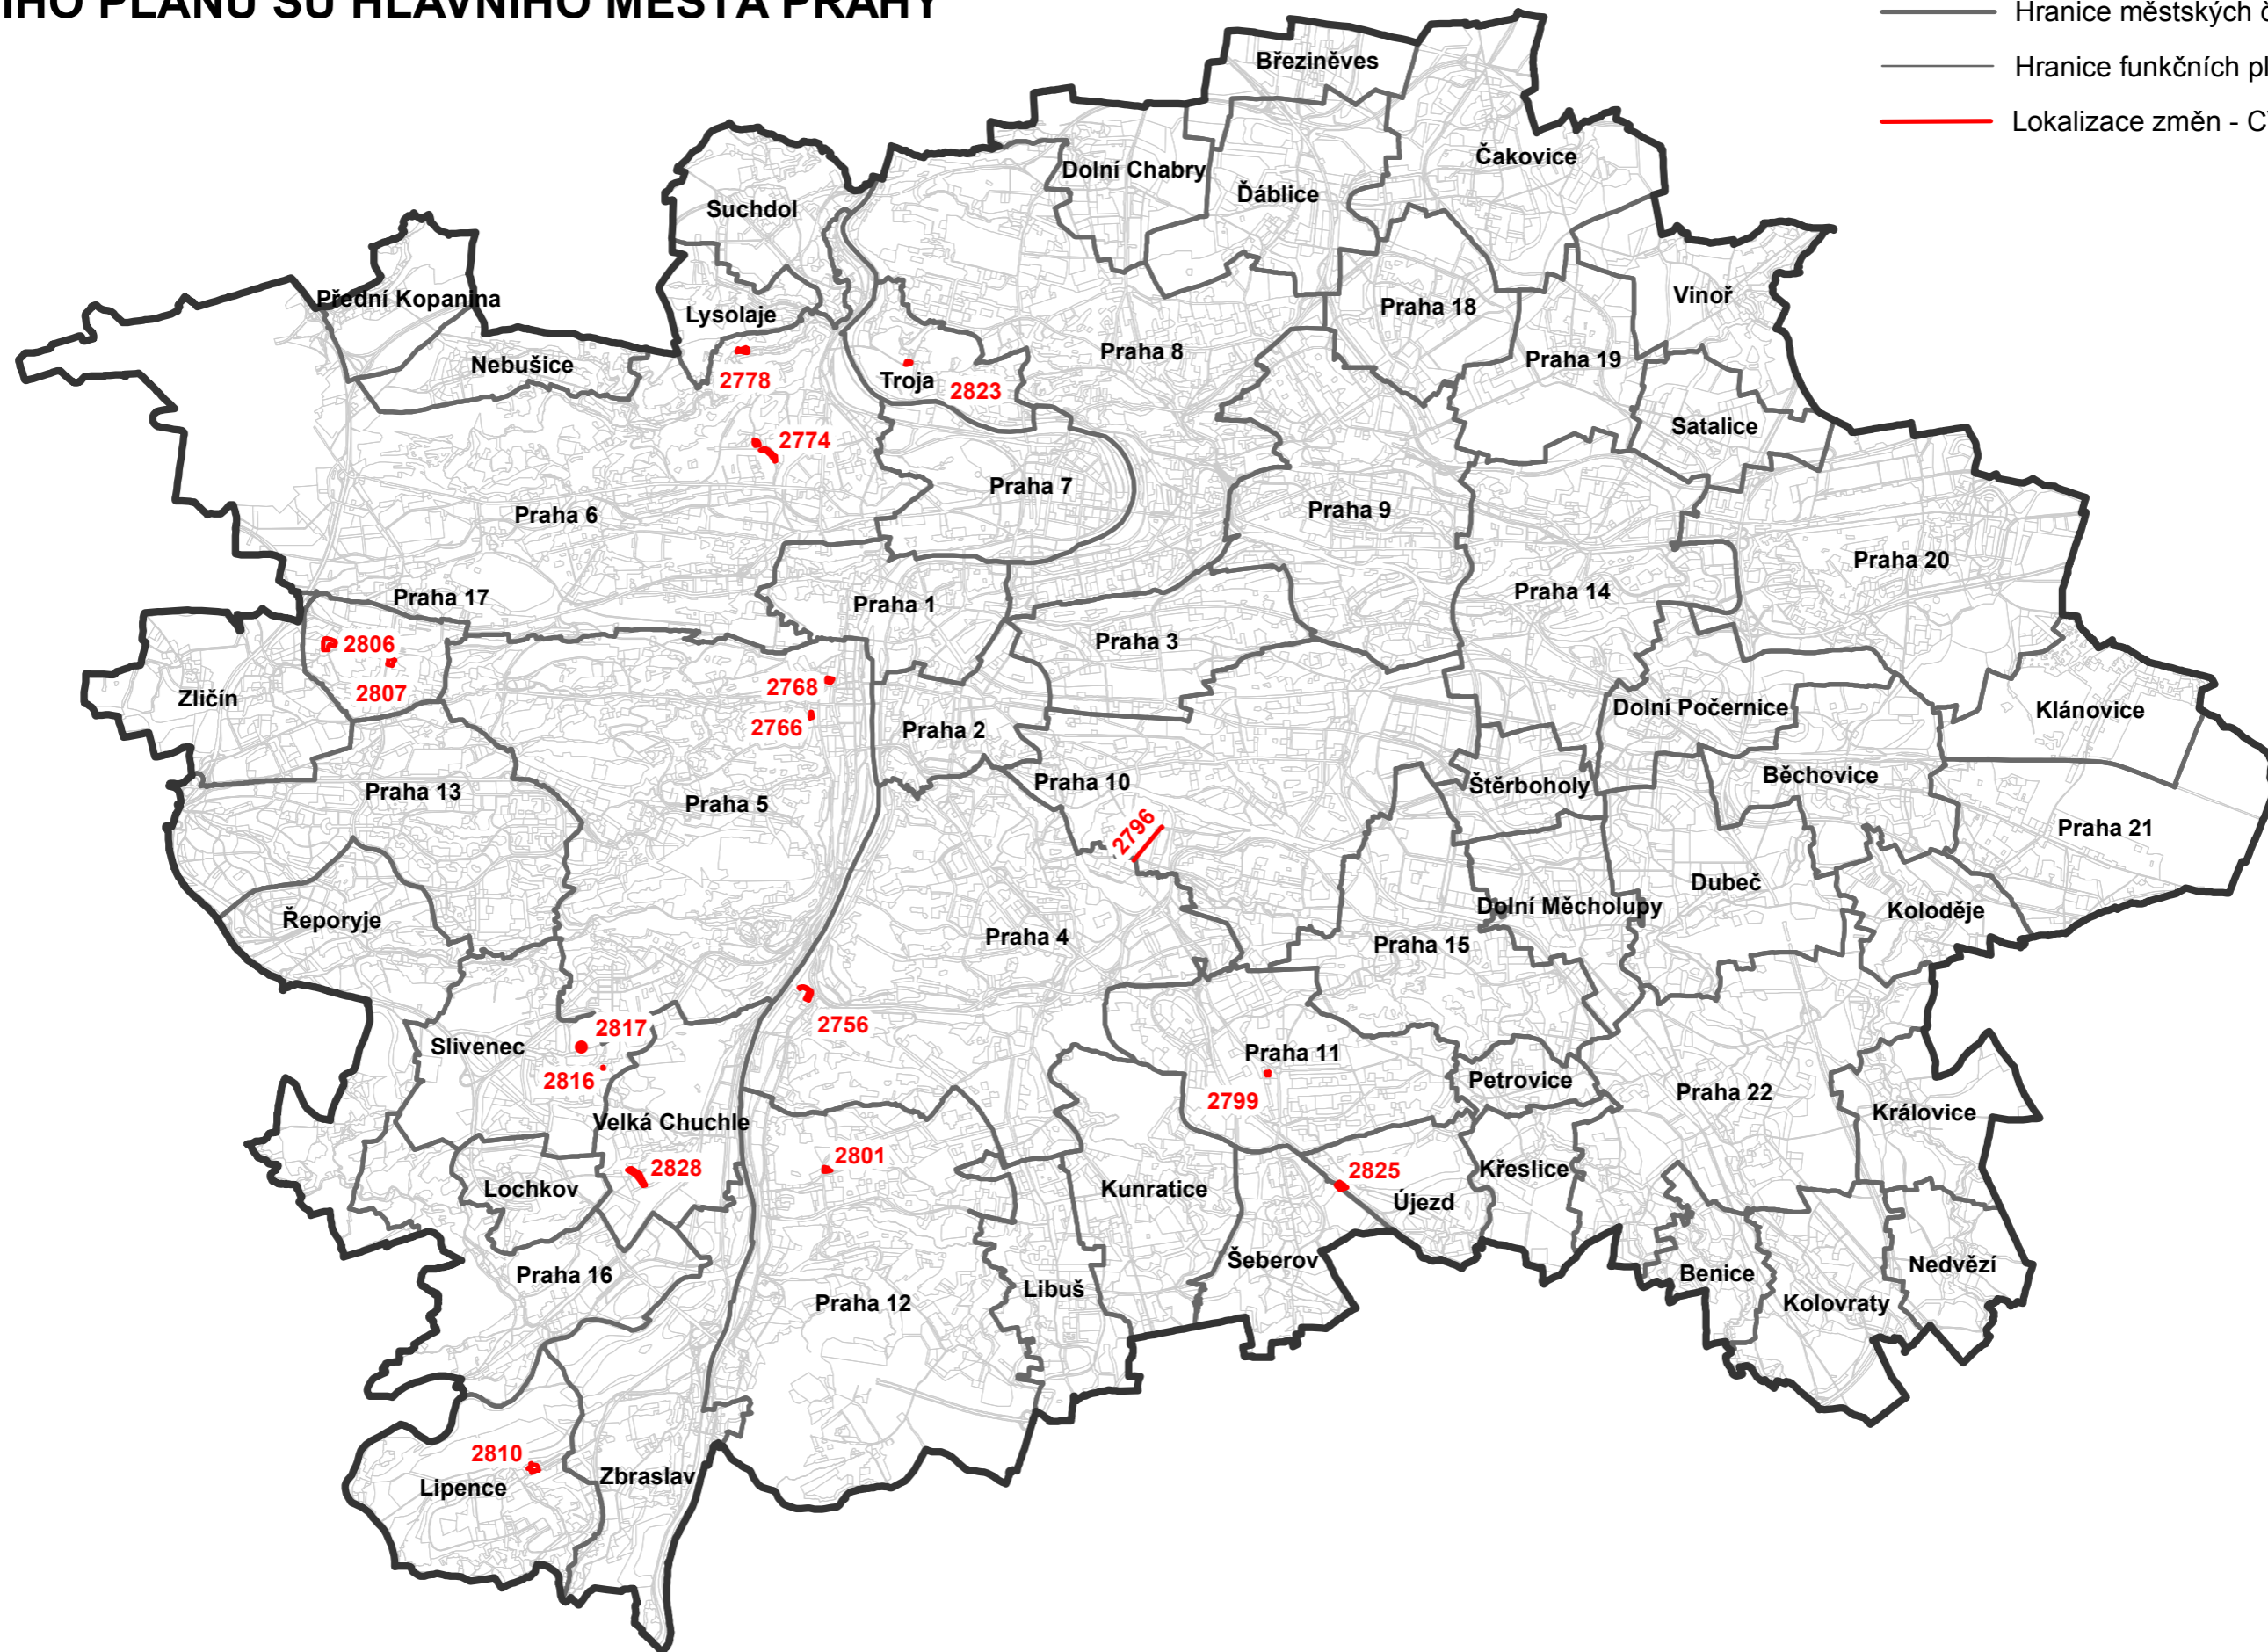 ÍHO PLÁNU SÚ HLAVNÍHO MĚSTA PRAHY
Hranice městských č
Hranice funkčních pl
Lokalizace změn - C
Březiněves
Čakovice
Dolní Chabry
Ďáblice
Suchdol
Přední Kopanina
Lysolaje
Vinoř
Praha 18
Nebušice
Praha 8
Praha 19
2778
Troja
2823
Satalice
2774
Praha 7
Praha 6
Praha 9
Praha 20
Praha 17
Praha 1
Praha 14
Praha 3
2806
2807
Zličín
2768
2766
Praha 2
Dolní Počernice
Klánovice
Praha 13
Praha 5
Praha 10
Štěrboholy
Běchovice
2796
Praha 21
Řeporyje
Dubeč
Koloděje
Dolní Měcholupy
Praha 4
Praha 15
2756
2817
Slivenec
2816
Praha 11
Petrovice
2799
Praha 22
Královice
Velká Chuchle
2801
2828
Lochkov
Kunratice
2825
Křeslice
Újezd
Praha 16
Šeberov
Libuš
Praha 12
Benice
Nedvězí
Kolovraty
2810
Lipence
Zbraslav